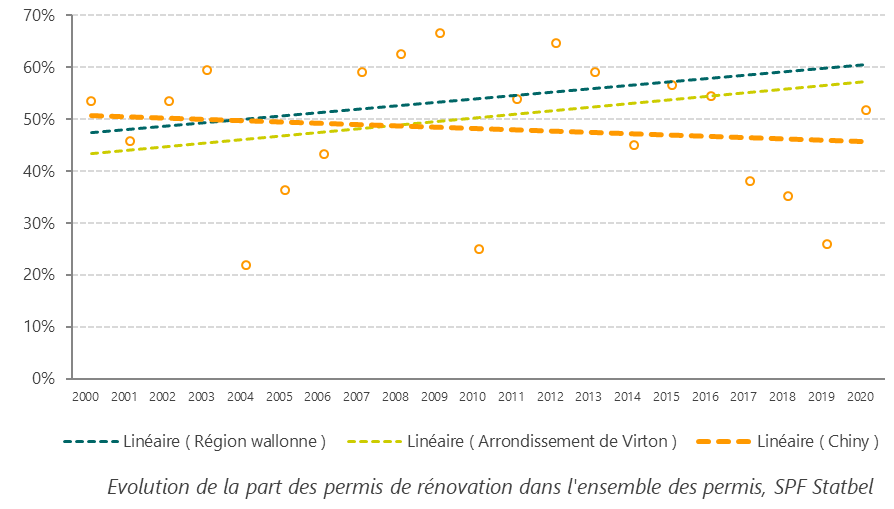 70%
60%
50%
40%
30%
20%
10%
0%
2000 2001 2002 2003 2004 2005 2006 2007 2008 2009 2010 2011 2012 2013 2014 2015 2016 2017 2018 2019 2020
Linéaire ( Région wallonne ) Linéaire ( Arrondissement de Virton ) Linéaire ( Chiny )
Evolution de la part des permis de rénovation dans l'ensemble des permis, SPF Statbel